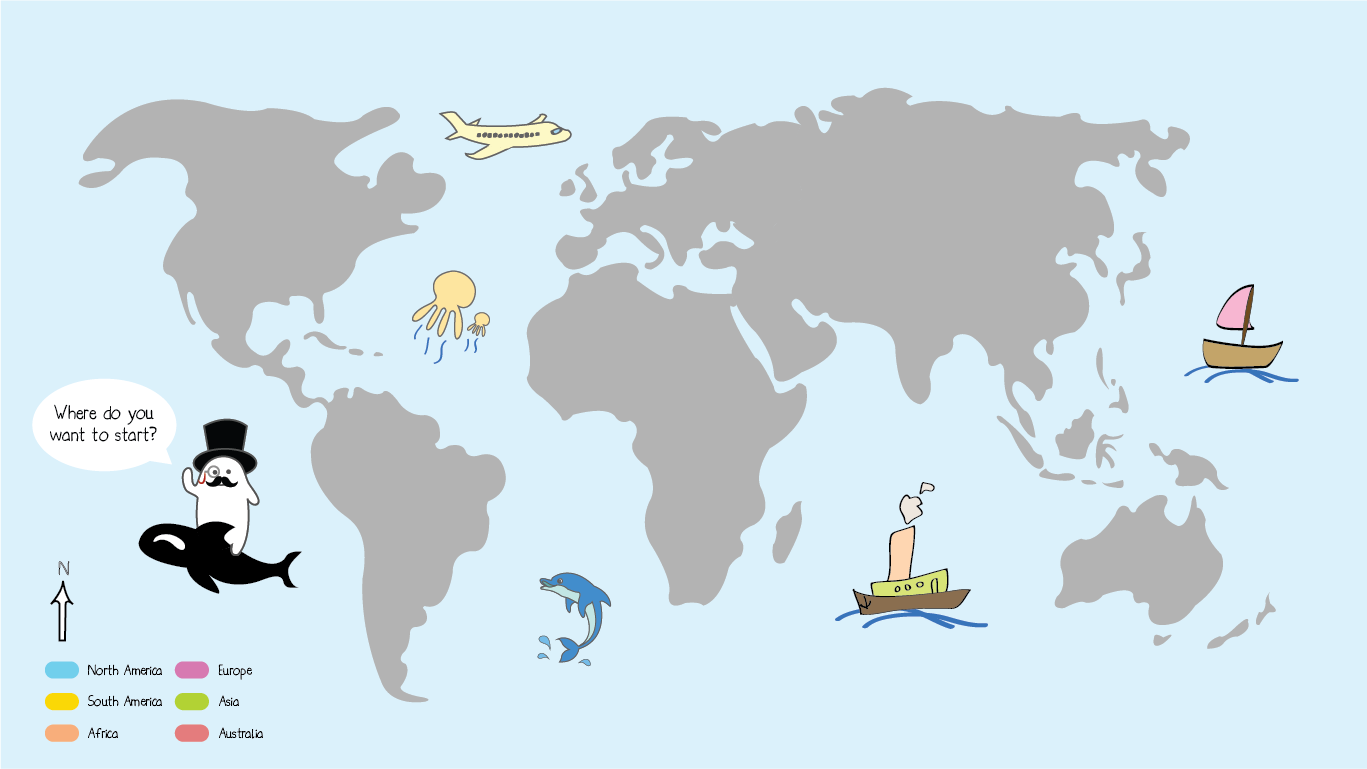 Where do you
want to start?
N
North America
Europe
South America
Asia
Africa
Australia